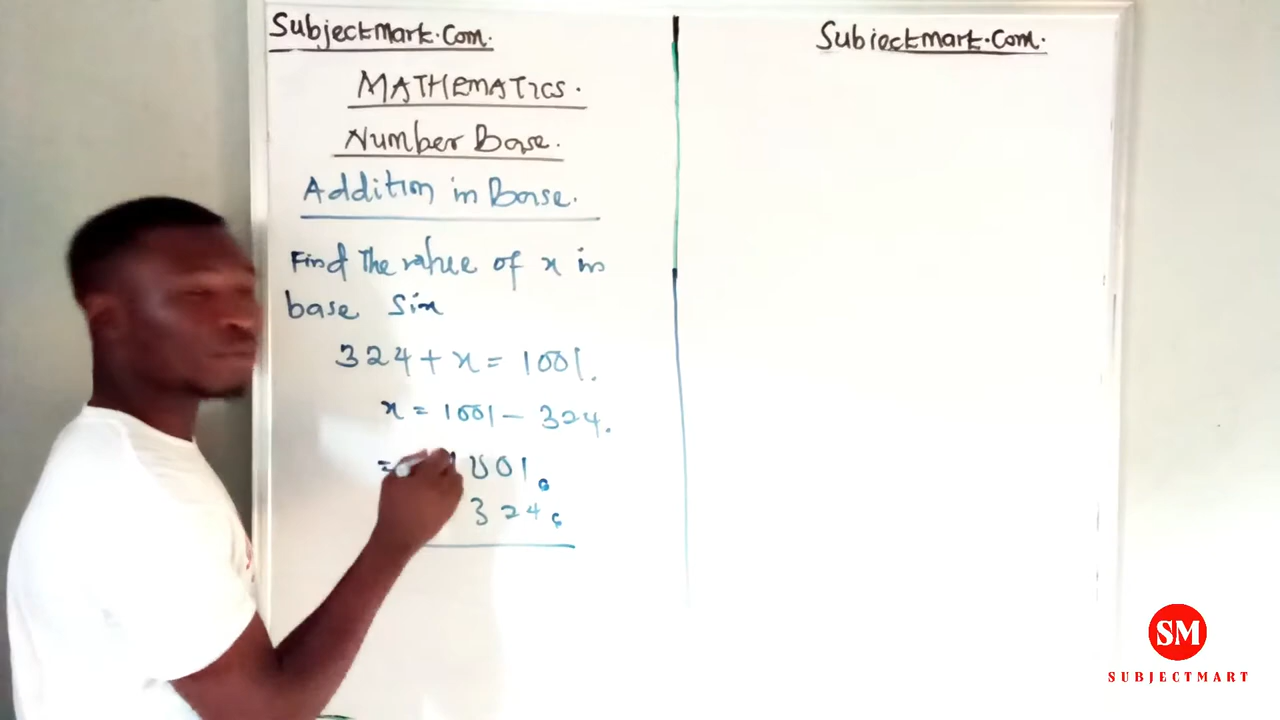 Subjectmark.Com.
MATHEMATICS.
Number Base.
Addition in Base.
Find The value of x in
base Six
324 + x = 1001.
x = 1001 - 324.
= 1001₆
324₆
Subjectmark.Com.
SM
SUBJECTMART